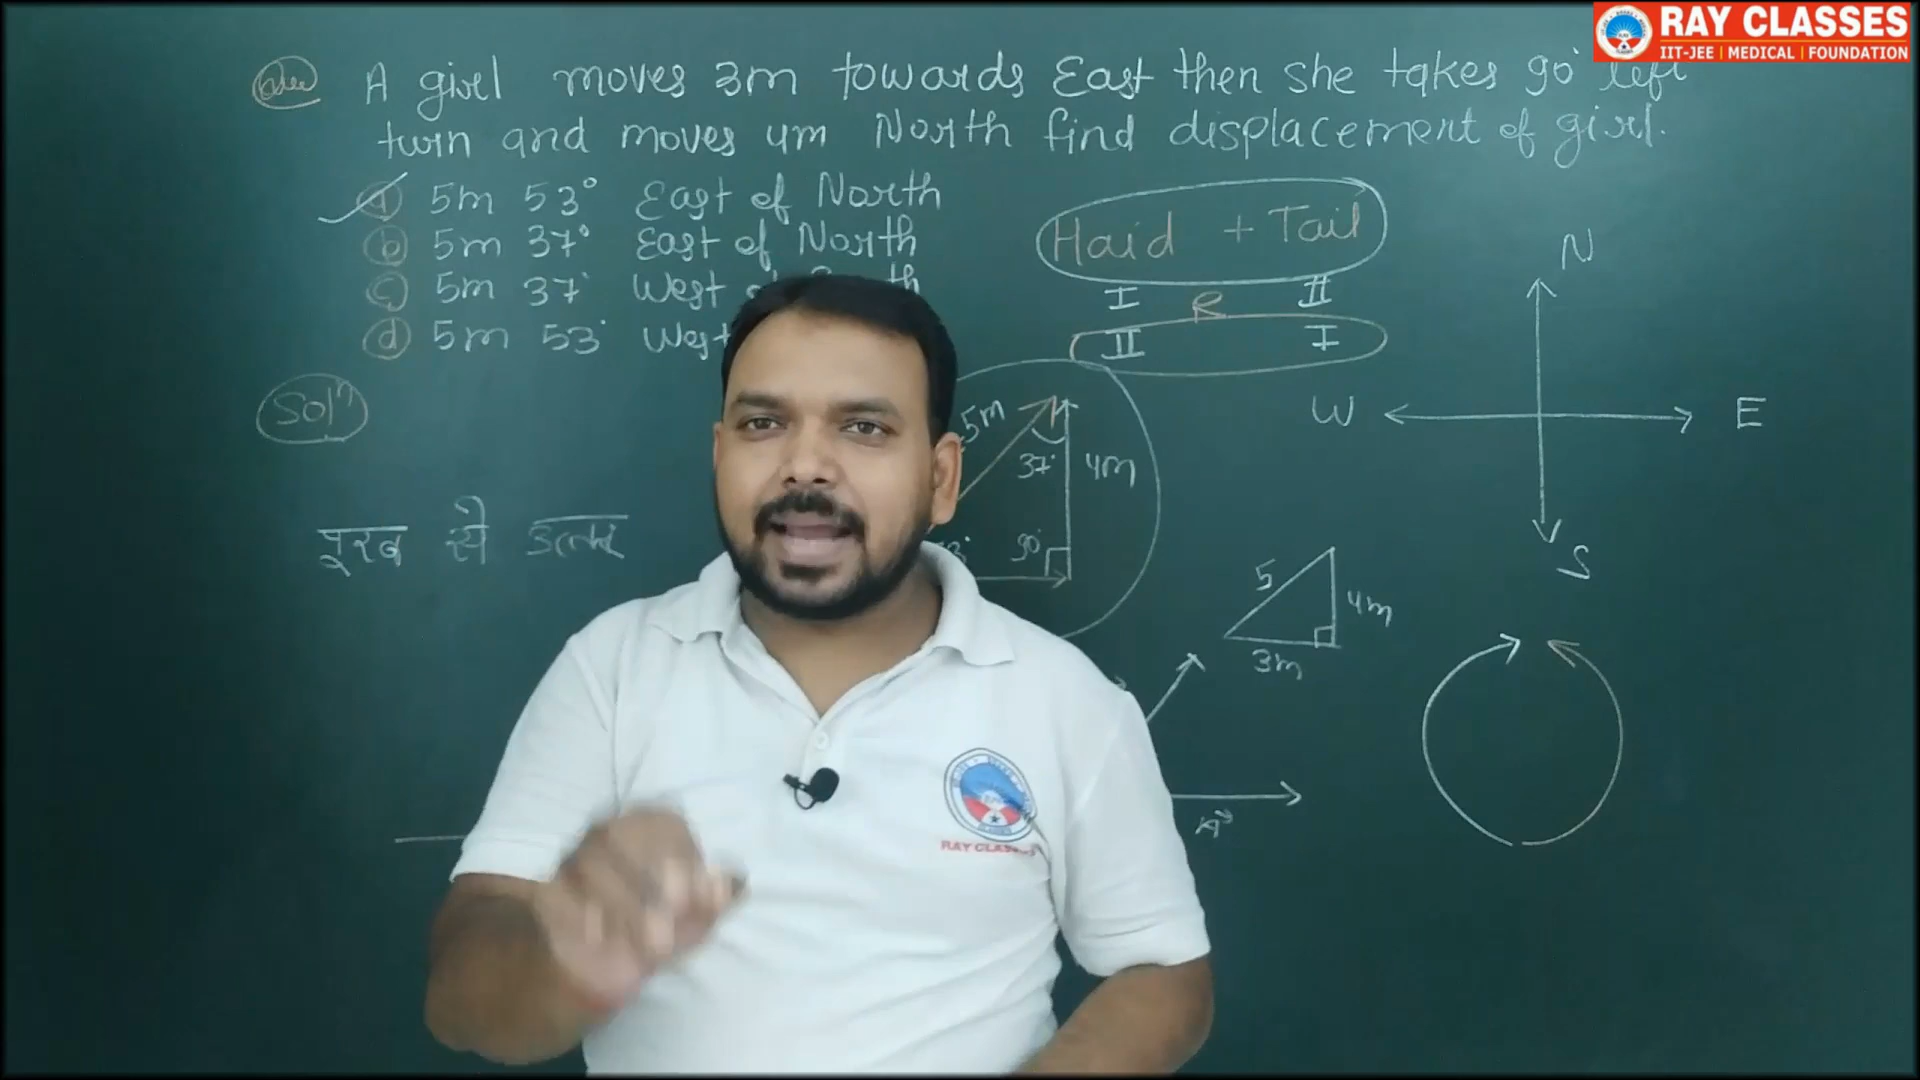 RAY CLASSES
IIT-JEE | MEDICAL | FOUNDATION
A girl moves 3m towards East then she takes 90° left
turn and moves 4m North find displacement of girl.
(a) 5m 53° East of North
(b) 5m 37° East of North
(c) 5m 37° West
(d) 5m 53° West
Haid + Tail
I R II
II I
N
W E
S
Solⁿ
5m
37°
4m
90°
पूरब से उत्तर
5
4m
3m
A
RAY